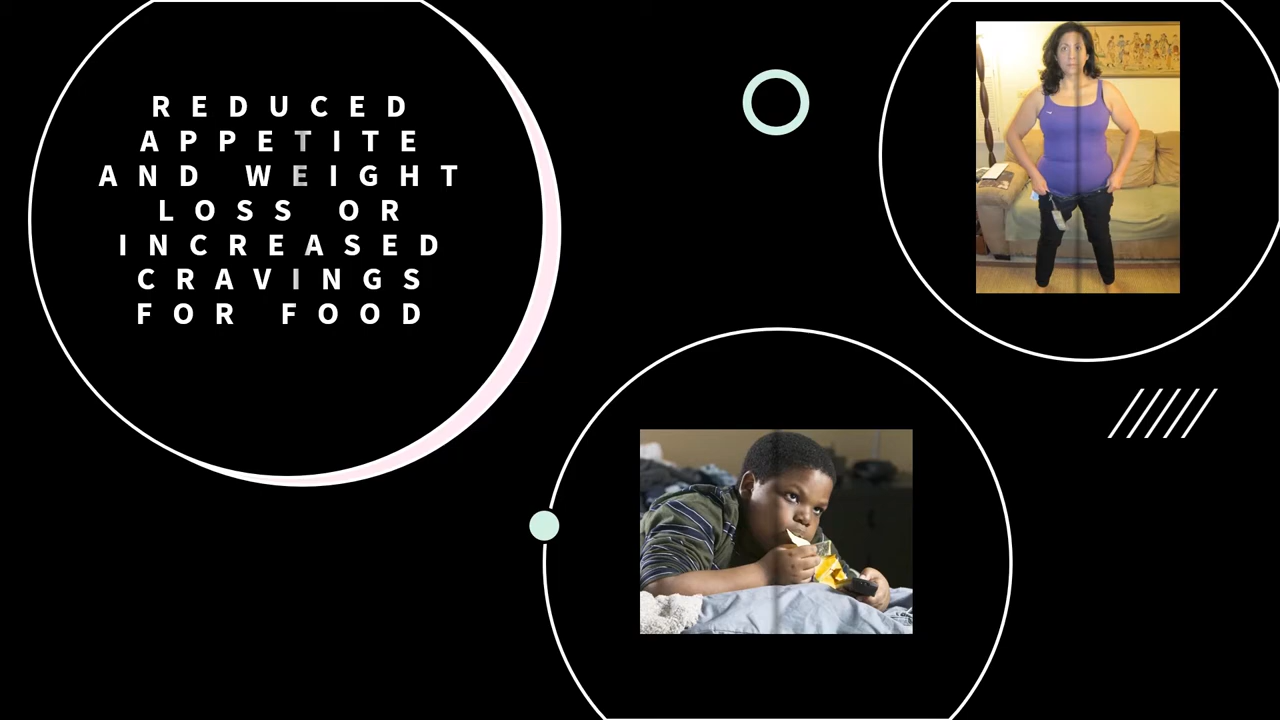 REDUCED
APPETITE
AND WEIGHT
LOSS OR
INCREASED
CRAVINGS
FOR FOOD